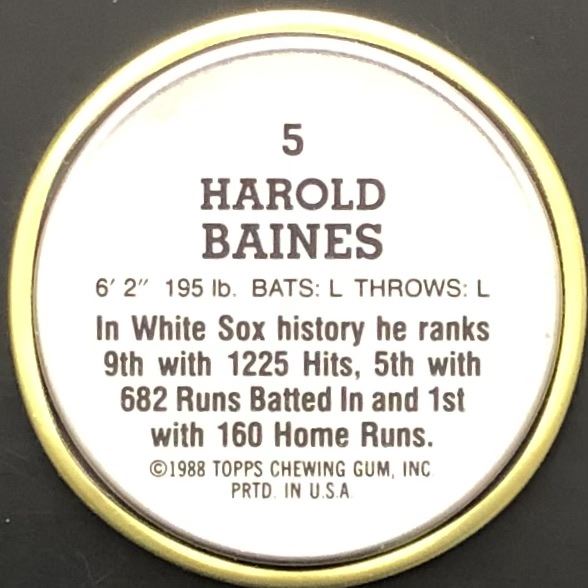 5
HAROLD
BAINES
6' 2" 195 lb. BATS: L THROWS: L
In White Sox history he ranks
9th with 1225 Hits, 5th with
682 Runs Batted In and 1st
with 160 Home Runs.
©1988 TOPPS CHEWING GUM, INC.
PRTD. IN U.S.A.